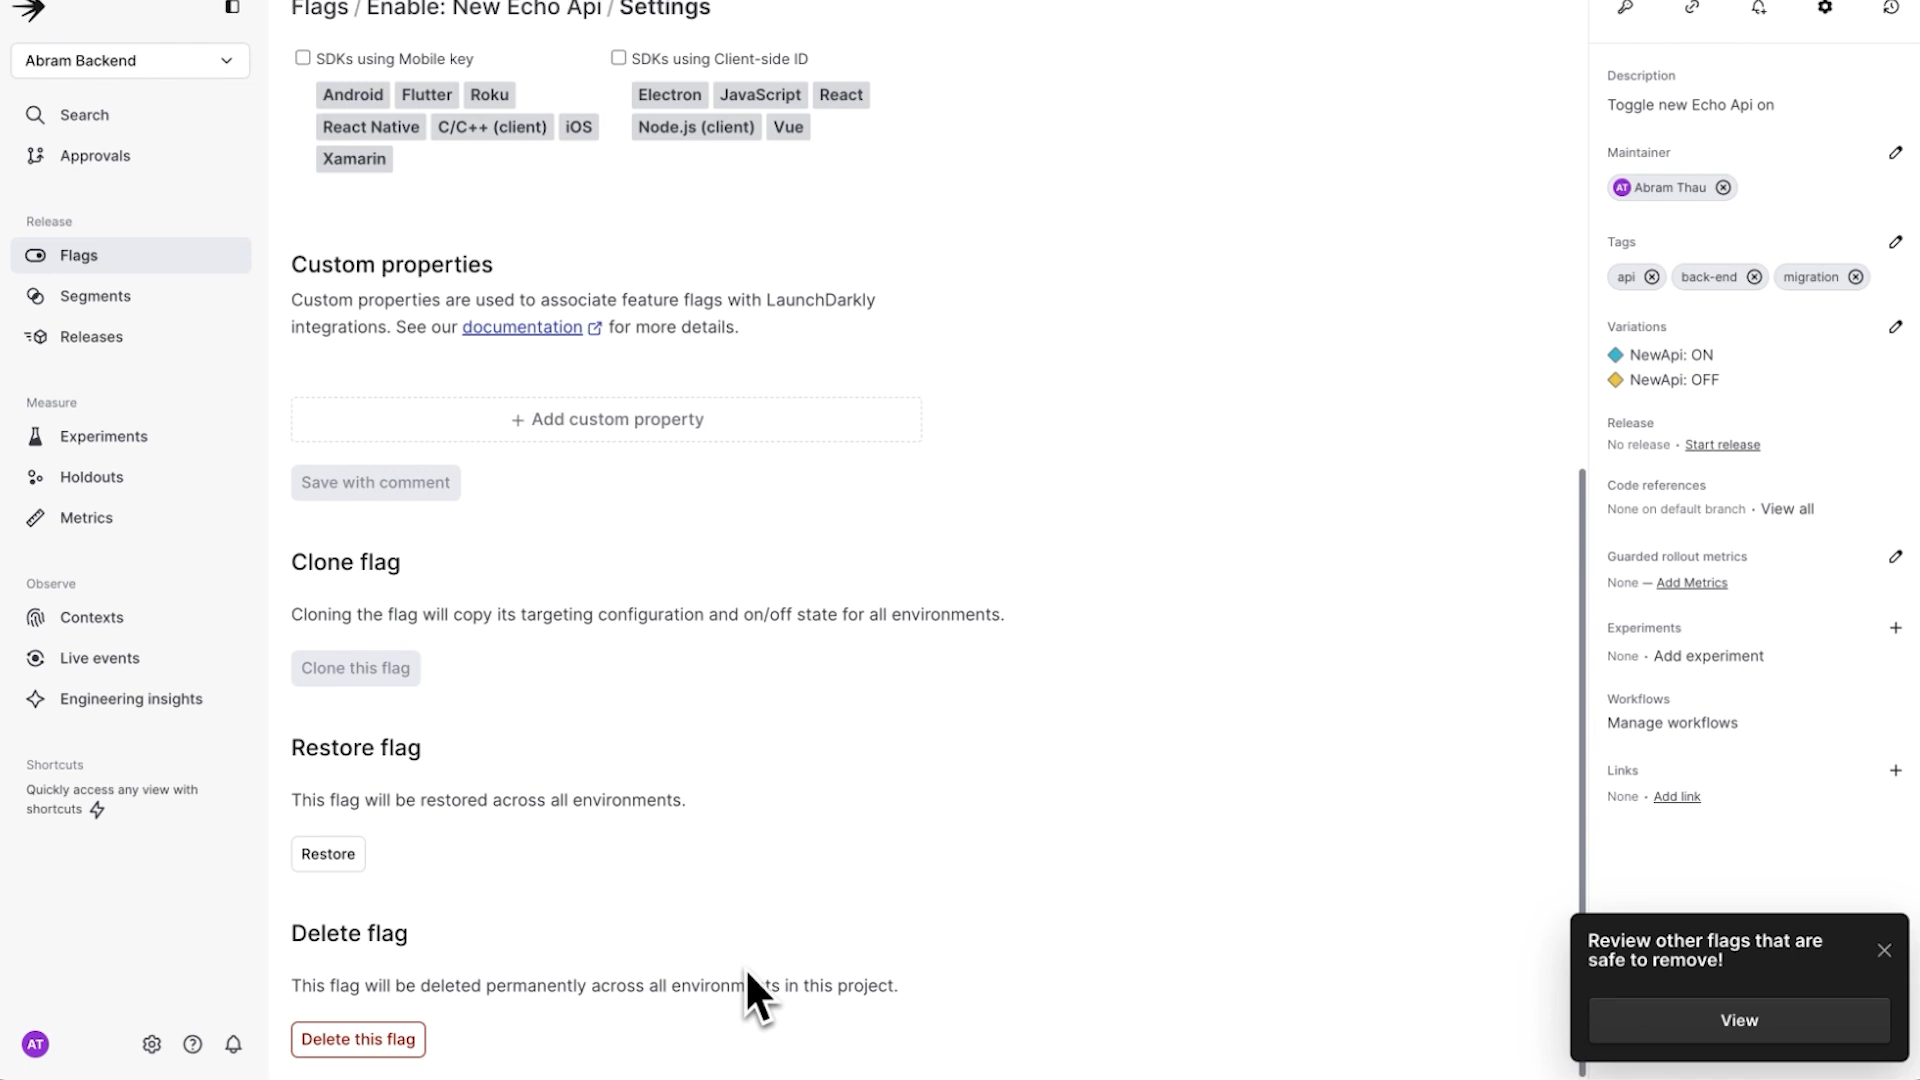 Abram Backend
Search
Approvals
Release
Flags
Segments
Releases
Measure
Experiments
Holdouts
Metrics
Observe
Contexts
Live events
Engineering insights
Shortcuts
Quickly access any view with
shortcuts
AT
Flags / Enable: New Echo Api / Settings
SDKs using Mobile key
Android Flutter Roku
React Native C/C++ (client) iOS
Xamarin
SDKs using Client-side ID
Electron JavaScript React
Node.js (client) Vue
Custom properties
Custom properties are used to associate feature flags with LaunchDarkly
integrations. See our documentation for more details.
+ Add custom property
Save with comment
Clone flag
Cloning the flag will copy its targeting configuration and on/off state for all environments.
Clone this flag
Restore flag
This flag will be restored across all environments.
Restore
Delete flag
This flag will be deleted permanently across all environments in this project.
Delete this flag
Description
Toggle new Echo Api on
Maintainer
AT Abram Thau
Tags
api back-end migration
Variations
NewApi: ON
NewApi: OFF
Release
No release • Start release
Code references
None on default branch • View all
Guarded rollout metrics
None — Add Metrics
Experiments
None • Add experiment
Workflows
Manage workflows
Links
None • Add link
Review other flags that are
safe to remove!
View